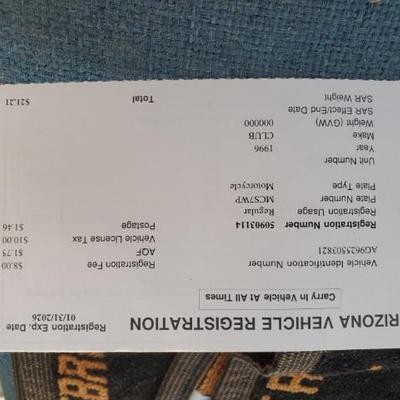 RIZONA VEHICLE REGISTRATION
Registration Exp. Date
01/31/2026
Carry In Vehicle At All Times
Vehicle Identification Number
AG9625503821
Registration Number 50903114
Registration Usage Regular
Plate Number MCS7WP
Plate Type Motorcycle
Unit Number
Year 1996
Make CLUB
Weight (GVW) 000000
SAR Effect/End Date
SAR Weight
Registration Fee $8.00
AQF $1.75
Vehicle License Tax $10.00
Postage $1.46
Total $21.21